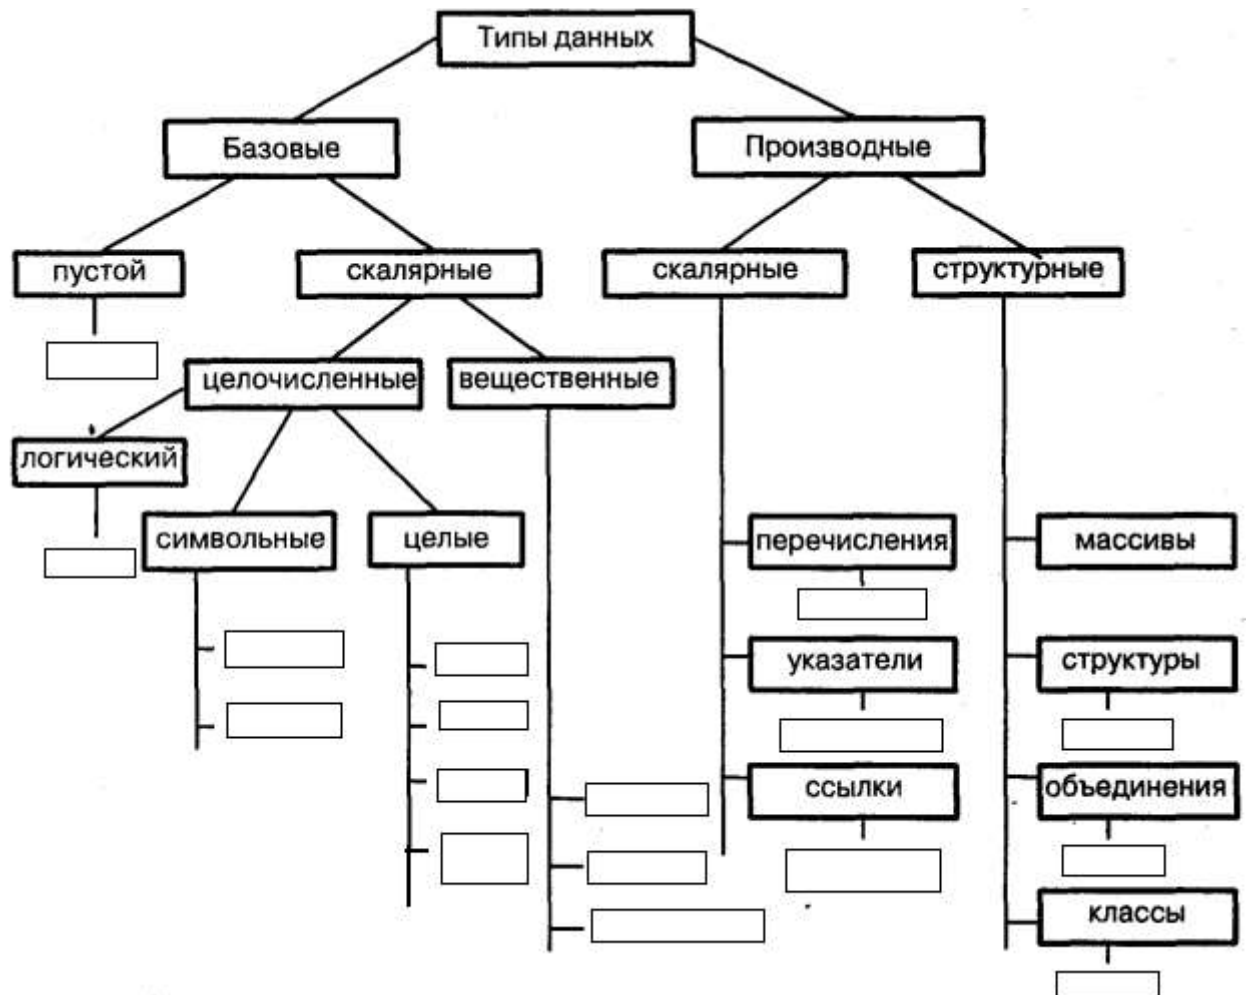 Типы данных
Базовые
Производные
пустой
скалярные
скалярные
структурные
целочисленные
вещественные
логический
символьные
целые
перечисления
массивы
указатели
структуры
ссылки
объединения
классы